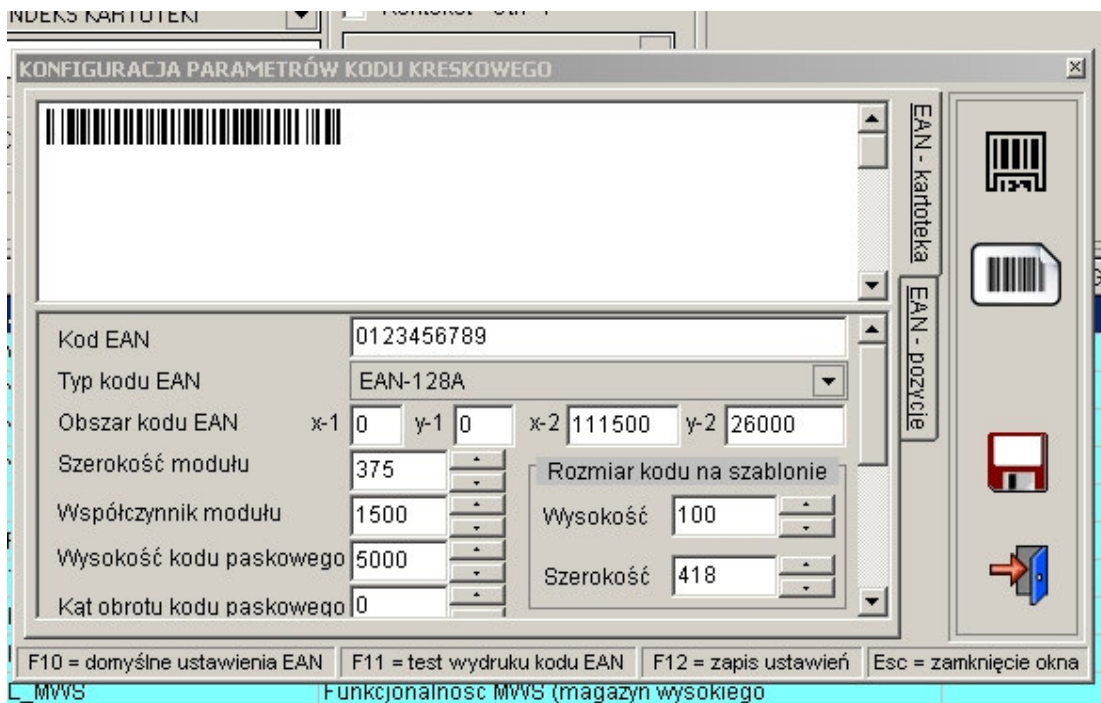 INDEKS KARTOTEKI
KONFIGURACJA PARAMETRÓW KODU KRESKOWEGO
EAN - kartoteka
EAN - pozycje
Kod EAN 0123456789
Typ kodu EAN EAN-128A
Obszar kodu EAN x-1 0 y-1 0 x-2 111500 y-2 26000
Szerokość modułu 375
Rozmiar kodu na szablonie
Współczynnik modułu 1500
Wysokość 100
Wysokość kodu paskowego 5000
Szerokość 418
Kąt obrotu kodu paskowego 0
F10 = domyślne ustawienia EAN F11 = test wydruku kodu EAN F12 = zapis ustawień Esc = zamknięcie okna
L_MWS Funkcjonalność MWS (magazyn wysokiego